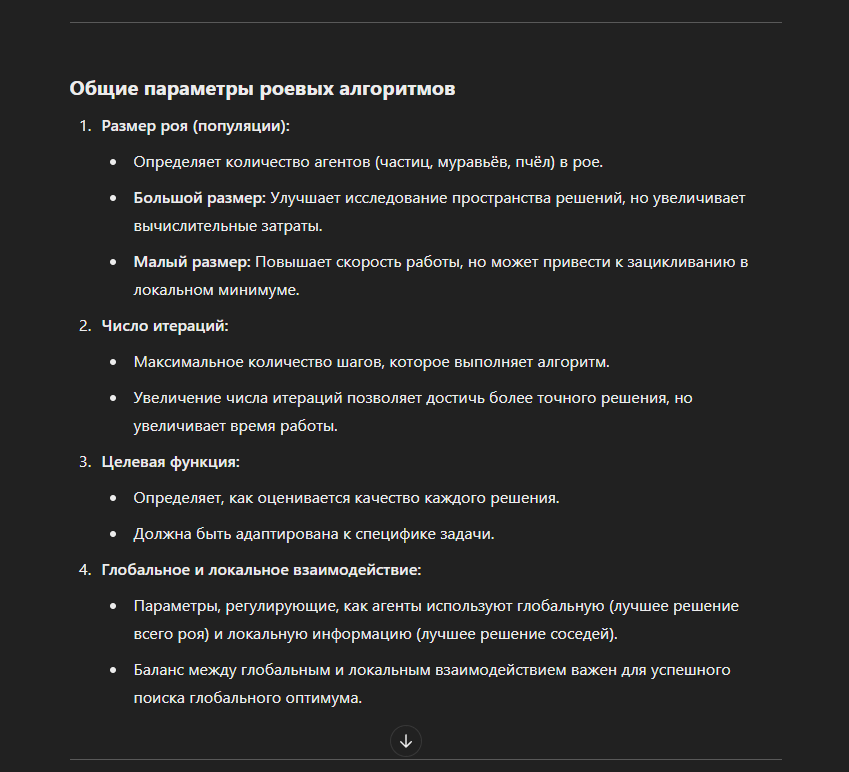 Общие параметры роевых алгоритмов
1. Размер роя (популяции):
• Определяет количество агентов (частиц, муравьёв, пчёл) в рое.
• Большой размер: Улучшает исследование пространства решений, но увеличивает
вычислительные затраты.
• Малый размер: Повышает скорость работы, но может привести к зацикливанию в
локальном минимуме.
2. Число итераций:
• Максимальное количество шагов, которое выполняет алгоритм.
• Увеличение числа итераций позволяет достичь более точного решения, но
увеличивает время работы.
3. Целевая функция:
• Определяет, как оценивается качество каждого решения.
• Должна быть адаптирована к специфике задачи.
4. Глобальное и локальное взаимодействие:
• Параметры, регулирующие, как агенты используют глобальную (лучшее решение
всего роя) и локальную информацию (лучшее решение соседей).
• Баланс между глобальным и локальным взаимодействием важен для успешного
поиска глобального оптимума.